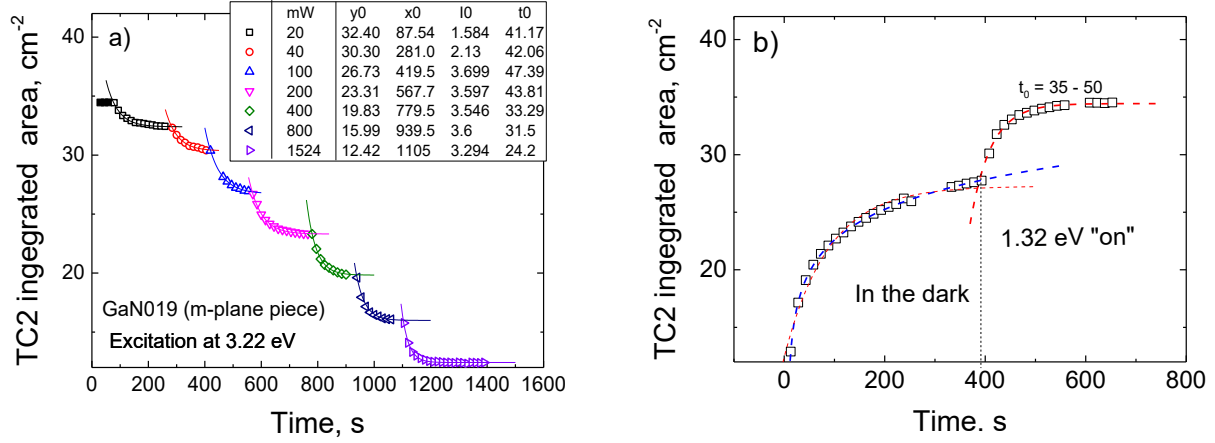 a)
mW y0 x0 I0 t0
20 32.40 87.54 1.584 41.17
40 30.30 281.0 2.13 42.06
100 26.73 419.5 3.699 47.39
200 23.31 567.7 3.597 43.81
400 19.83 779.5 3.546 33.29
800 15.99 939.5 3.6 31.5
1524 12.42 1105 3.294 24.2
40
30
20
TC2 ingegrated area, cm-2
GaN019 (m-plane piece)
Excitation at 3.22 eV
0 200 400 600 800 1000 1200 1400 1600
Time, s
b)
40
30
20
TC2 ingegrated area, cm-2
t0 = 35 - 50
1.32 eV "on"
In the dark
0 200 400 600 800
Time. s